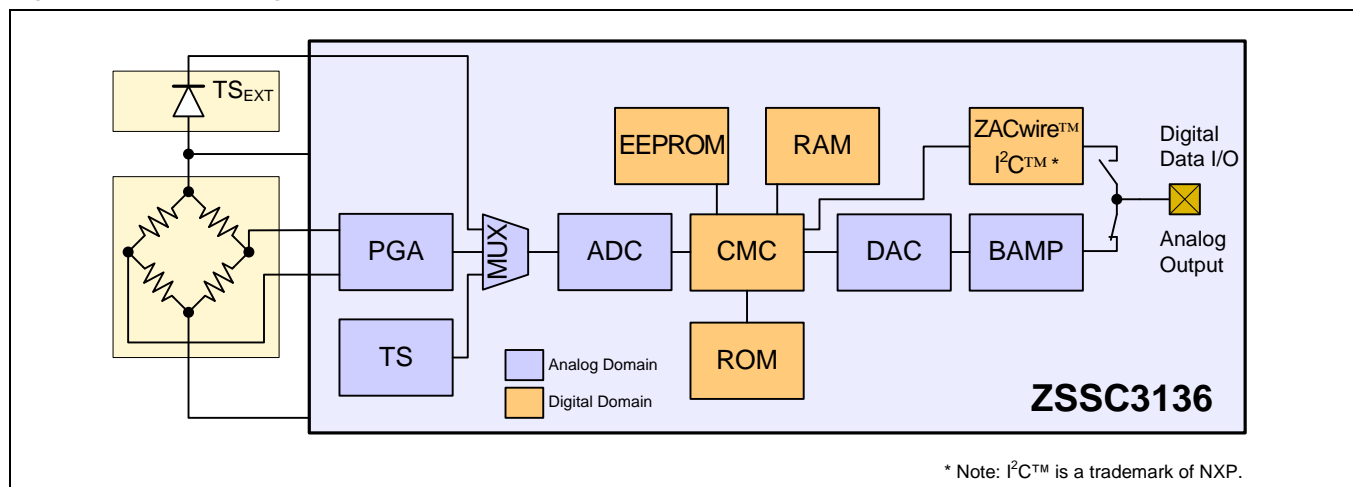 TSEXT
EEPROM
RAM
ZACwire™
I²C™ *
Digital
Data I/O
PGA
MUX
ADC
CMC
DAC
BAMP
Analog
Output
TS
ROM
Analog Domain
Digital Domain
ZSSC3136
* Note: I²C™ is a trademark of NXP.